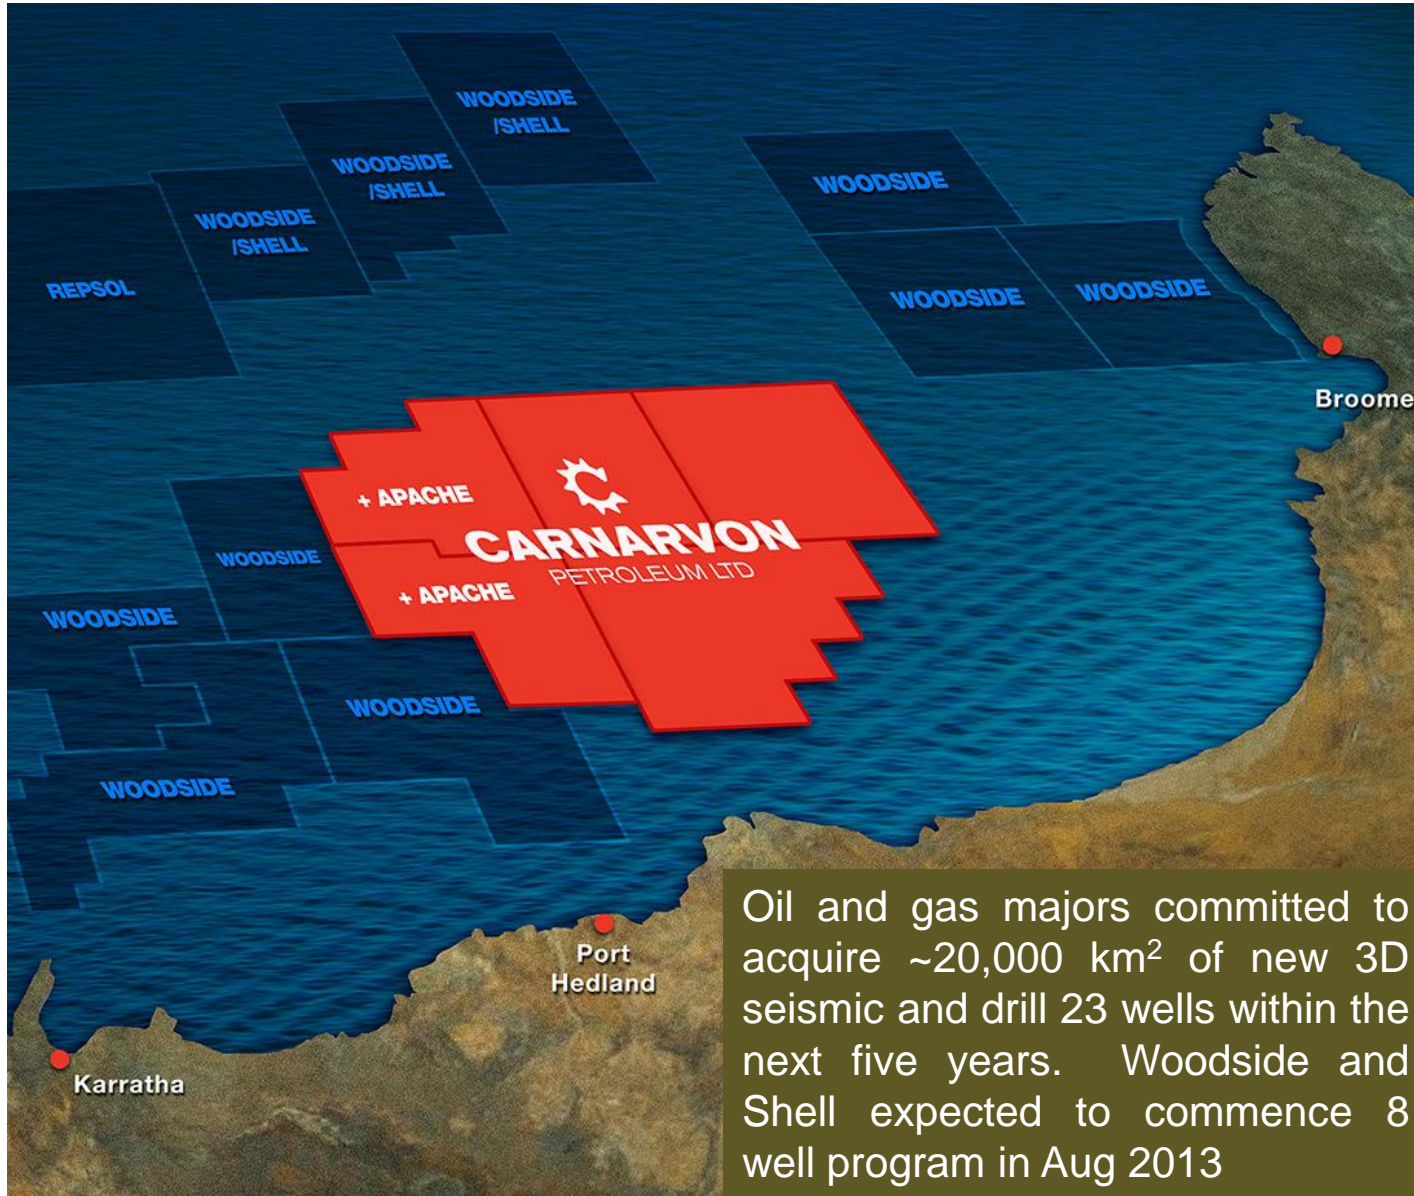 WOODSIDE
/SHELL
WOODSIDE
/SHELL
WOODSIDE
/SHELL
REPSOL
WOODSIDE
WOODSIDE
WOODSIDE
Broome
+ APACHE
CARNARVON
PETROLEUM LTD
+ APACHE
WOODSIDE
WOODSIDE
WOODSIDE
WOODSIDE
Port
Hedland
Karratha
Oil and gas majors committed to
acquire ~20,000 km² of new 3D
seismic and drill 23 wells within the
next five years. Woodside and
Shell expected to commence 8
well program in Aug 2013